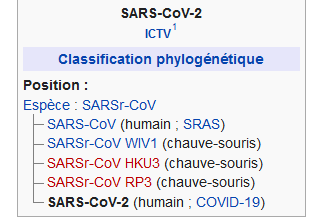 SARS-CoV-2
ICTV1
Classification phylogénétique
Position :
Espèce : SARSr-CoV
SARS-CoV (humain ; SRAS)
SARSr-CoV WIV1 (chauve-souris)
SARSr-CoV HKU3 (chauve-souris)
SARSr-CoV RP3 (chauve-souris)
SARS-CoV-2 (humain ; COVID-19)